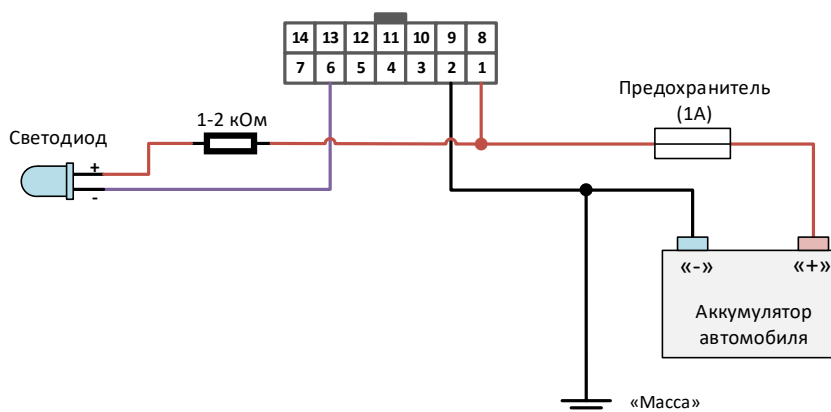 14 13 12 11 10 9 8
7 6 5 4 3 2 1
Предохранитель
(1А)
1-2 кОм
Светодиод
+
-
«-» «+»
Аккумулятор
автомобиля
«Масса»